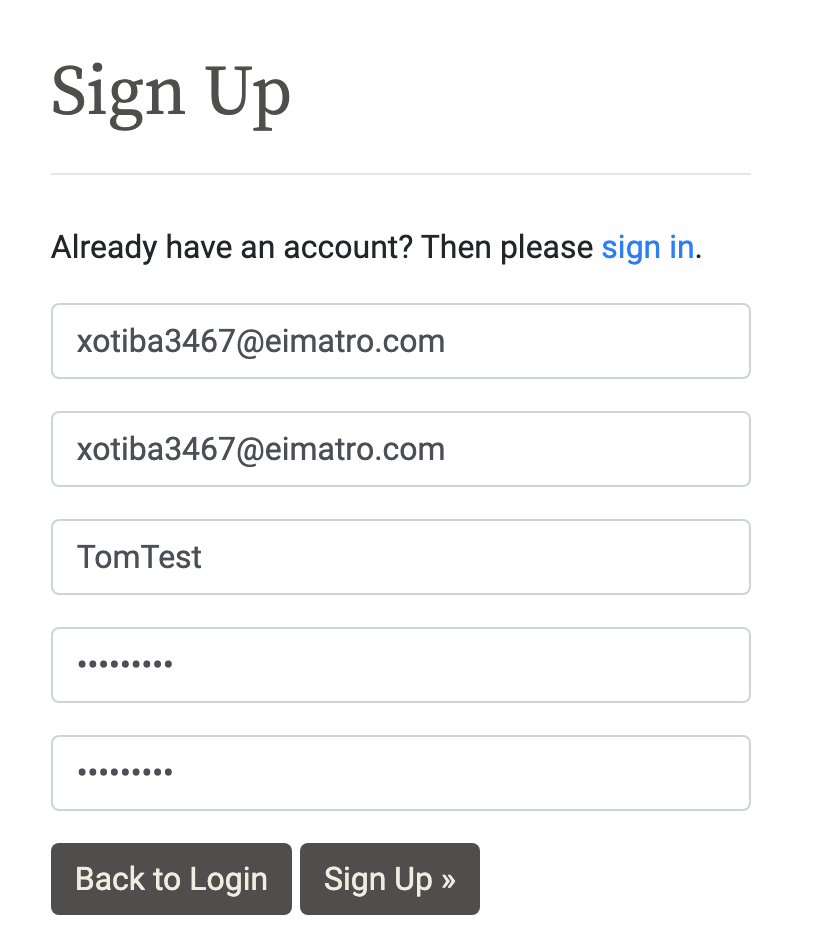 Sign Up
Already have an account? Then please sign in.
xotiba3467@eimatro.com
xotiba3467@eimatro.com
TomTest
•••••••••
•••••••••
Back to Login
Sign Up »